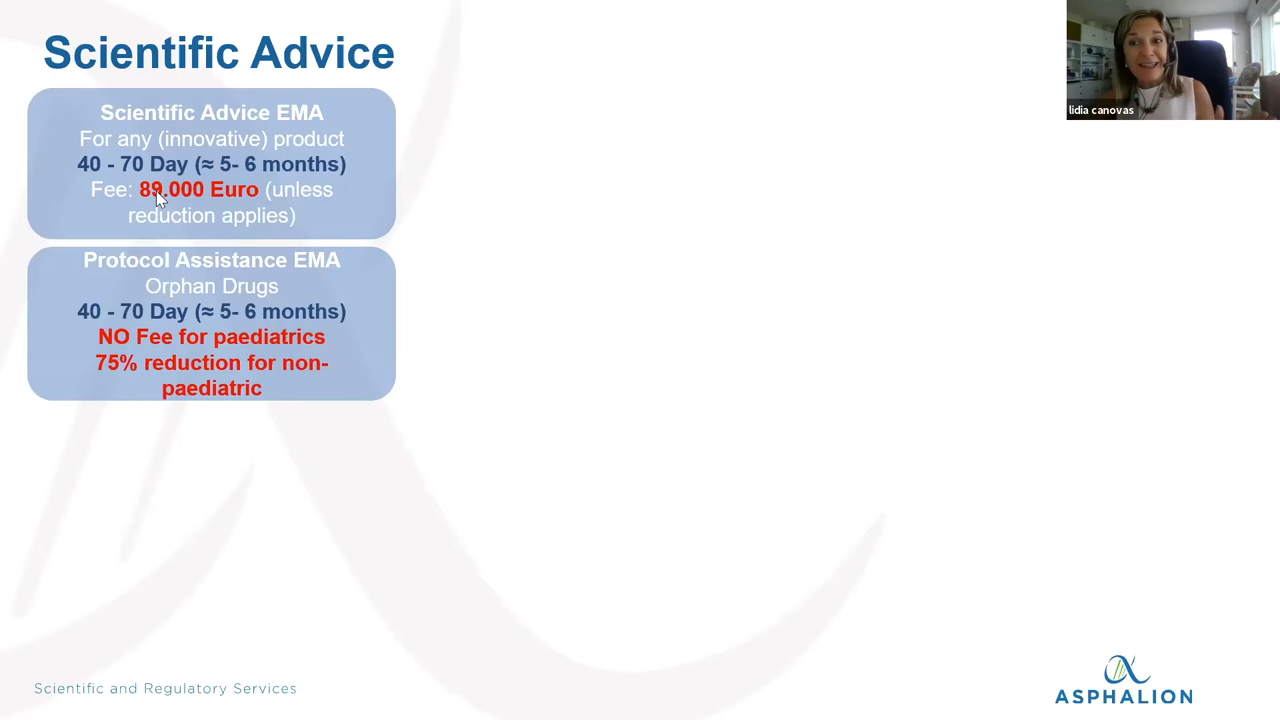 Scientific Advice
Scientific Advice EMA
For any (innovative) product
40 - 70 Day (≈ 5- 6 months)
Fee: 89.000 Euro (unless
reduction applies)
Protocol Assistance EMA
Orphan Drugs
40 - 70 Day (≈ 5- 6 months)
NO Fee for paediatrics
75% reduction for non-
paediatric
lidia canovas
Scientific and Regulatory Services
ASPHALION